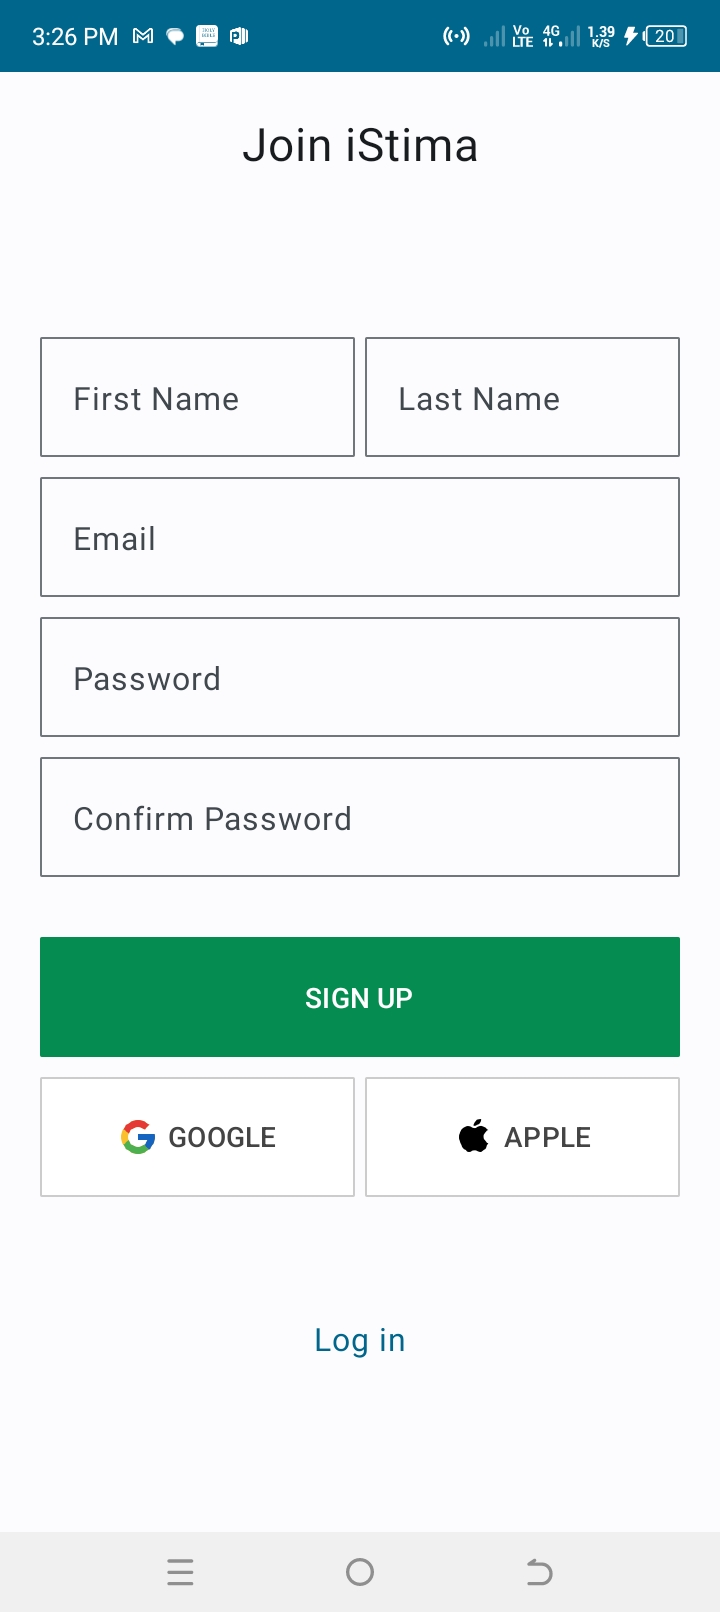 3:26 PM Vo LTE 4G 1.39 K/S 20
Join iStima
First Name Last Name
Email
Password
Confirm Password
SIGN UP
GOOGLE APPLE
Log in